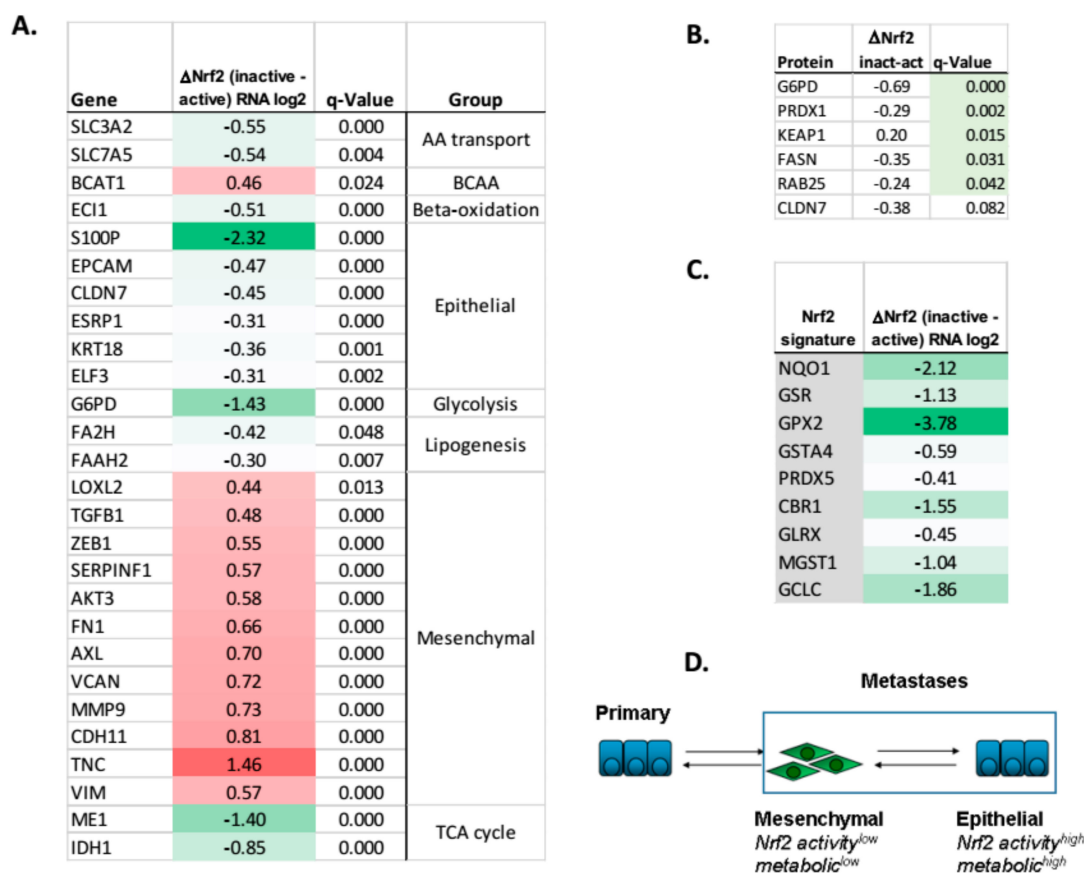 A.
Gene ΔNrf2 (inactive - active) RNA log2 q-Value Group
SLC3A2 -0.55 0.000 AA transport
SLC7A5 -0.54 0.004
BCAT1 0.46 0.024 BCAA
ECI1 -0.51 0.000 Beta-oxidation
S100P -2.32 0.000 Epithelial
EPCAM -0.47 0.000
CLDN7 -0.45 0.000
ESRP1 -0.31 0.000
KRT18 -0.36 0.001
ELF3 -0.31 0.002
G6PD -1.43 0.000 Glycolysis
FA2H -0.42 0.048 Lipogenesis
FAAH2 -0.30 0.007
LOXL2 0.44 0.013 Mesenchymal
TGFB1 0.48 0.000
ZEB1 0.55 0.000
SERPINF1 0.57 0.000
AKT3 0.58 0.000
FN1 0.66 0.000
AXL 0.70 0.000
VCAN 0.72 0.000
MMP9 0.73 0.000
CDH11 0.81 0.000
TNC 1.46 0.000
VIM 0.57 0.000
ME1 -1.40 0.000 TCA cycle
IDH1 -0.85 0.000
B.
Protein ΔNrf2 inact-act q-Value
G6PD -0.69 0.000
PRDX1 -0.29 0.002
KEAP1 0.20 0.015
FASN -0.35 0.031
RAB25 -0.24 0.042
CLDN7 -0.38 0.082
C.
Nrf2 signature ΔNrf2 (inactive - active) RNA log2
NQO1 -2.12
GSR -1.13
GPX2 -3.78
GSTA4 -0.59
PRDX5 -0.41
CBR1 -1.55
GLRX -0.45
MGST1 -1.04
GCLC -1.86
D.
Metastases
Primary
Mesenchymal
Nrf2 activity^low
metabolic^low
Epithelial
Nrf2 activity^high
metabolic^high